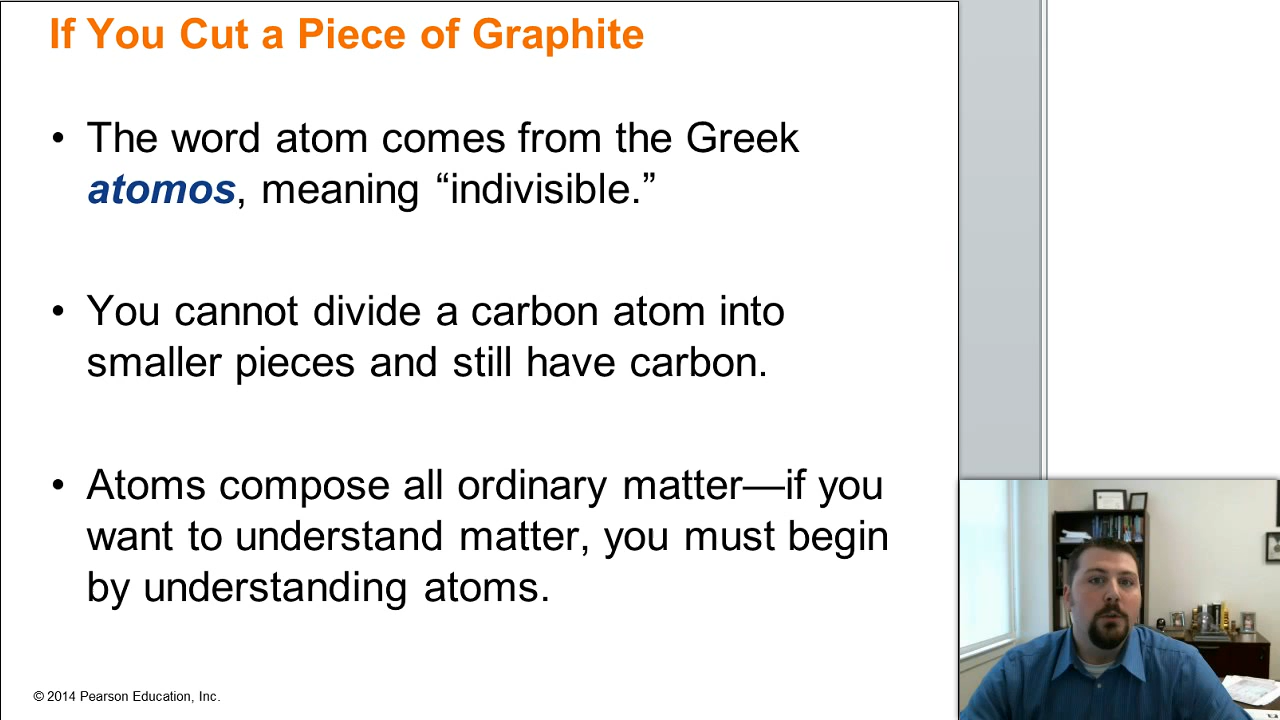 If You Cut a Piece of Graphite
• The word atom comes from the Greek
atomos, meaning “indivisible.”
• You cannot divide a carbon atom into
smaller pieces and still have carbon.
• Atoms compose all ordinary matter—if you
want to understand matter, you must begin
by understanding atoms.
© 2014 Pearson Education, Inc.